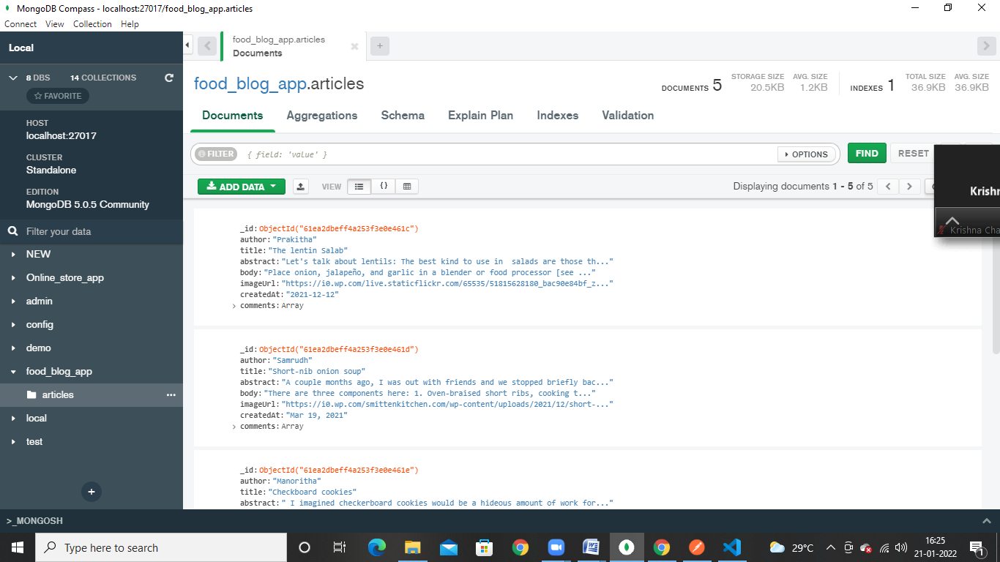 MongoDB Compass - localhost:27017/food_blog_app.articles
Connect View Collection Help
Local
8 DBS 14 COLLECTIONS
FAVORITE
HOST
localhost:27017
CLUSTER
Standalone
EDITION
MongoDB 5.0.5 Community
Filter your data
NEW
Online_store_app
admin
config
demo
food_blog_app
articles
local
test
food_blog_app.articles
Documents
food_blog_app.articles
DOCUMENTS 5
STORAGE SIZE
20.5KB
AVG. SIZE
1.2KB
INDEXES 1
TOTAL SIZE
36.9KB
AVG. SIZE
36.9KB
Documents Aggregations Schema Explain Plan Indexes Validation
FILTER { field: 'value' } OPTIONS FIND RESET
ADD DATA VIEW {} Displaying documents 1 - 5 of 5
Krishna Cha
_id: ObjectId("61ea2dbeff4a253f3e0e461c")
author: "Prakitha"
title: "The lentin Salab"
abstract: "Let's talk about lentils: The best kind to use in  salads are those th..."
body: "Place onion, jalapeño, and garlic in a blender or food processor [see ..."
imageUrl: "https://i0.wp.com/live.staticflickr.com/65535/51815628180_bac90e84bf_z..."
createdAt: "2021-12-12"
comments: Array
_id: ObjectId("61ea2dbeff4a253f3e0e461d")
author: "Samrudh"
title: "Short-nib onion soup"
abstract: "A couple months ago, I was out with friends and we stopped briefly bac..."
body: "There are three components here: 1. Oven-braised short ribs, cooking t..."
imageUrl: "https://i0.wp.com/smittenkitchen.com/wp-content/uploads/2021/12/short-..."
createdAt: "Mar 19, 2021"
comments: Array
_id: ObjectId("61ea2dbeff4a253f3e0e461e")
author: "Manoritha"
title: "Checkboard cookies"
abstract: " I imagined checkerboard cookies would be a hideous amount of work for..."
>_MONGOSH
Type here to search
29°C
16:25
21-01-2022
1